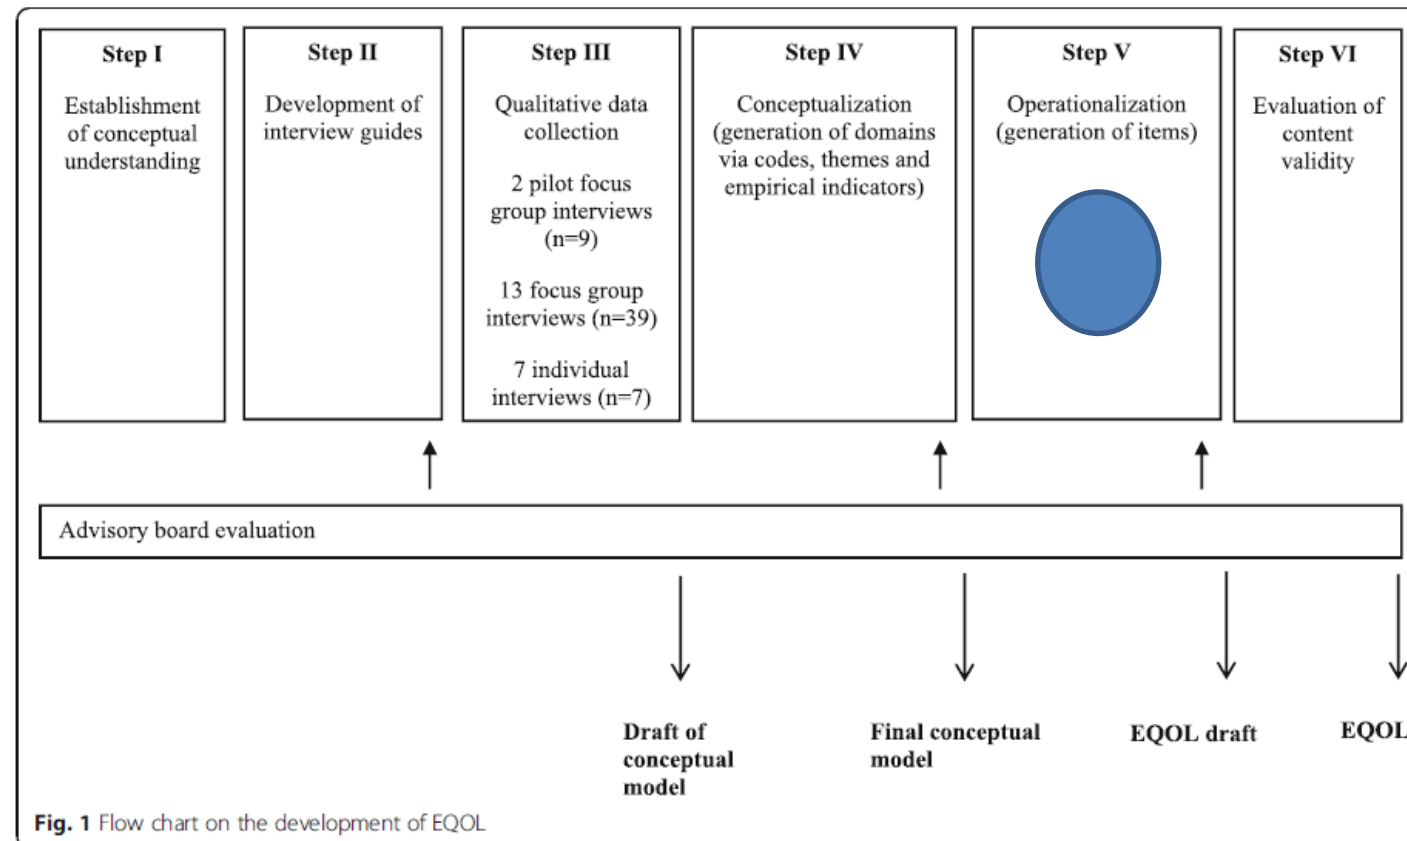 Step I
Establishment
of conceptual
understanding
Step II
Development of
interview guides
Step III
Qualitative data
collection
2 pilot focus
group interviews
(n=9)
13 focus group
interviews (n=39)
7 individual
interviews (n=7)
Step IV
Conceptualization
(generation of domains
via codes, themes and
empirical indicators)
Step V
Operationalization
(generation of items)
Step VI
Evaluation of
content
validity
Advisory board evaluation
Draft of
conceptual
model
Final conceptual
model
EQOL draft
EQOL
Fig. 1 Flow chart on the development of EQOL